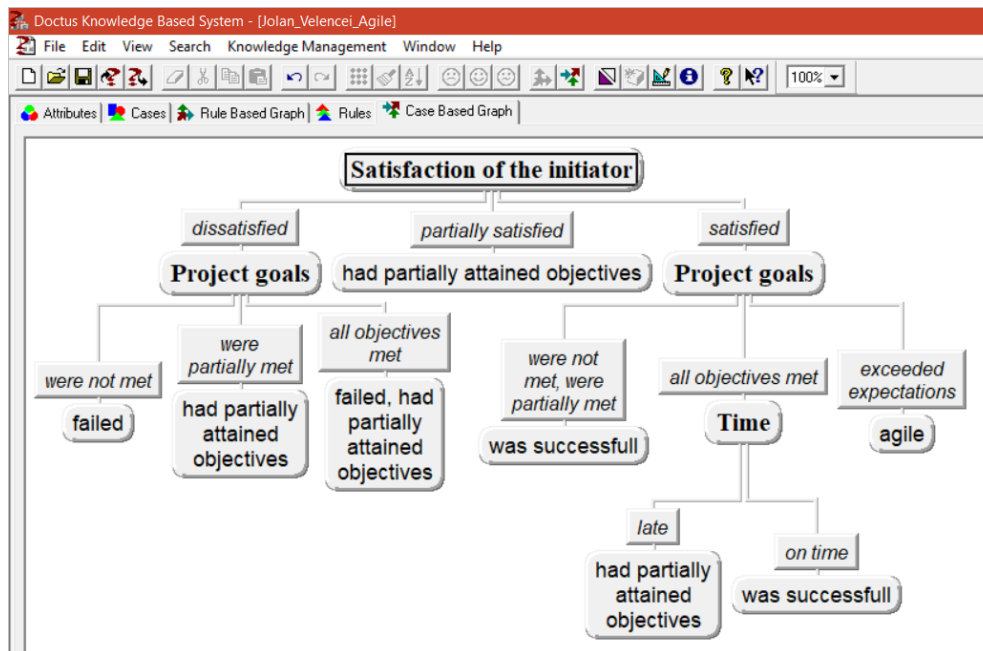 Doctus Knowledge Based System - [Jolan_Velencei_Agile]
File Edit View Search Knowledge Management Window Help
100%
Attributes Cases Rule Based Graph Rules Case Based Graph
Satisfaction of the initiator
dissatisfied
partially satisfied
satisfied
Project goals
had partially attained objectives
Project goals
were not met
were
partially met
all objectives
met
were not
met, were
partially met
all objectives met
exceeded
expectations
failed
had partially
attained
objectives
failed, had
partially
attained
objectives
was successfull
Time
agile
late
on time
had partially
attained
objectives
was successfull